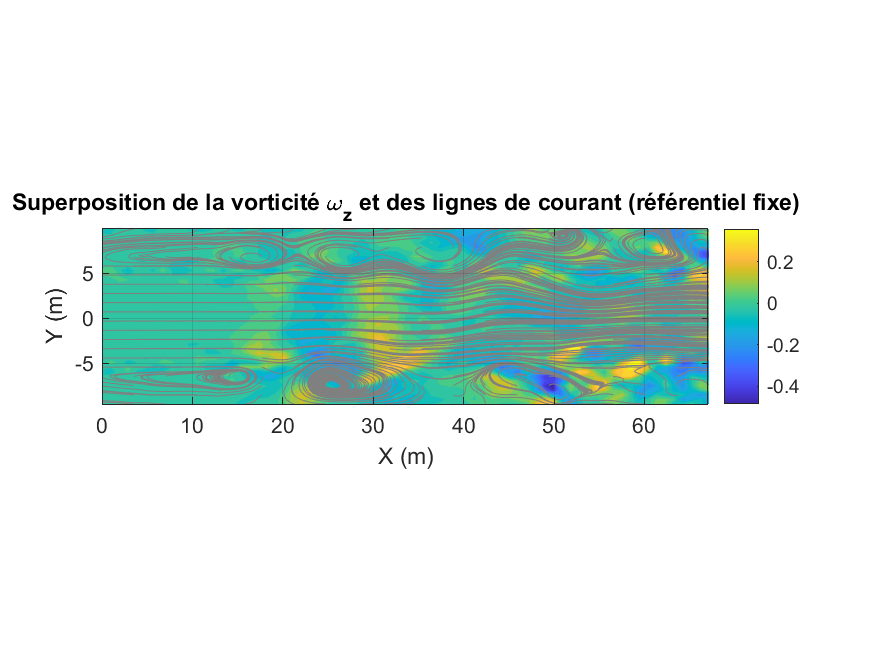 Superposition de la vorticité ω_z et des lignes de courant (référentiel fixe)
5
0
-5
Y (m)
0 10 20 30 40 50 60
X (m)
0.2
0
-0.2
-0.4